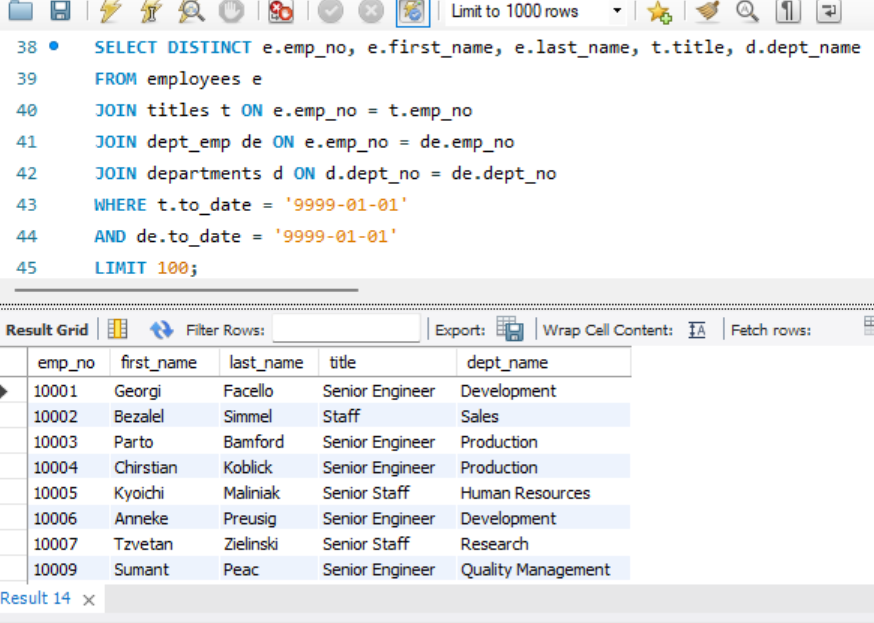 Limit to 1000 rows
38 SELECT DISTINCT e.emp_no, e.first_name, e.last_name, t.title, d.dept_name
39 FROM employees e
40 JOIN titles t ON e.emp_no = t.emp_no
41 JOIN dept_emp de ON e.emp_no = de.emp_no
42 JOIN departments d ON d.dept_no = de.dept_no
43 WHERE t.to_date = '9999-01-01'
44 AND de.to_date = '9999-01-01'
45 LIMIT 100;
Result Grid Filter Rows: Export: Wrap Cell Content: Fetch rows:
emp_no first_name last_name title dept_name
10001 Georgi Facello Senior Engineer Development
10002 Bezalel Simmel Staff Sales
10003 Parto Bamford Senior Engineer Production
10004 Chirstian Koblick Senior Engineer Production
10005 Kyoichi Maliniak Senior Staff Human Resources
10006 Anneke Preusig Senior Engineer Development
10007 Tzvetan Zielinski Senior Staff Research
10009 Sumant Peac Senior Engineer Quality Management
Result 14